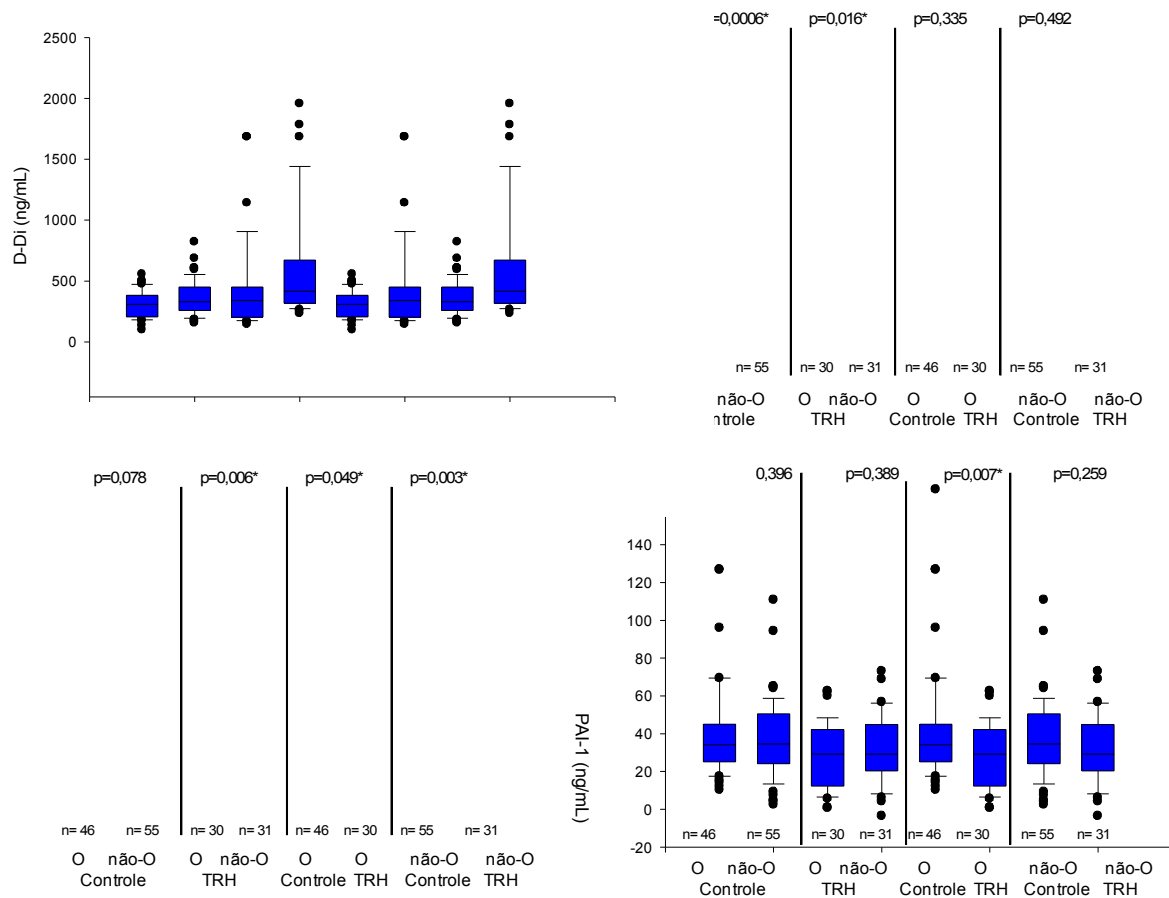 2500
2000
1500
1000
500
0
D-Di (ng/mL)
=0,0006* p=0,016* p=0,335 p=0,492
n= 55 n= 30 n= 31 n= 46 n= 30 n= 55 n= 31
não-O O não-O O O não-O não-O
ntrole TRH Controle TRH Controle TRH
p=0,078 p=0,006* p=0,049* p=0,003*
n= 46 n= 55 n= 30 n= 31 n= 46 n= 30 n= 55 n= 31
O não-O O não-O O O não-O não-O
Controle TRH Controle TRH Controle TRH
0,396 p=0,389 p=0,007* p=0,259
140
120
100
80
60
40
20
0
-20
PAI-1 (ng/mL)
n= 46 n= 55 n= 30 n= 31 n= 46 n= 30 n= 55 n= 31
O não-O O não-O O O não-O não-O
Controle TRH Controle TRH Controle TRH